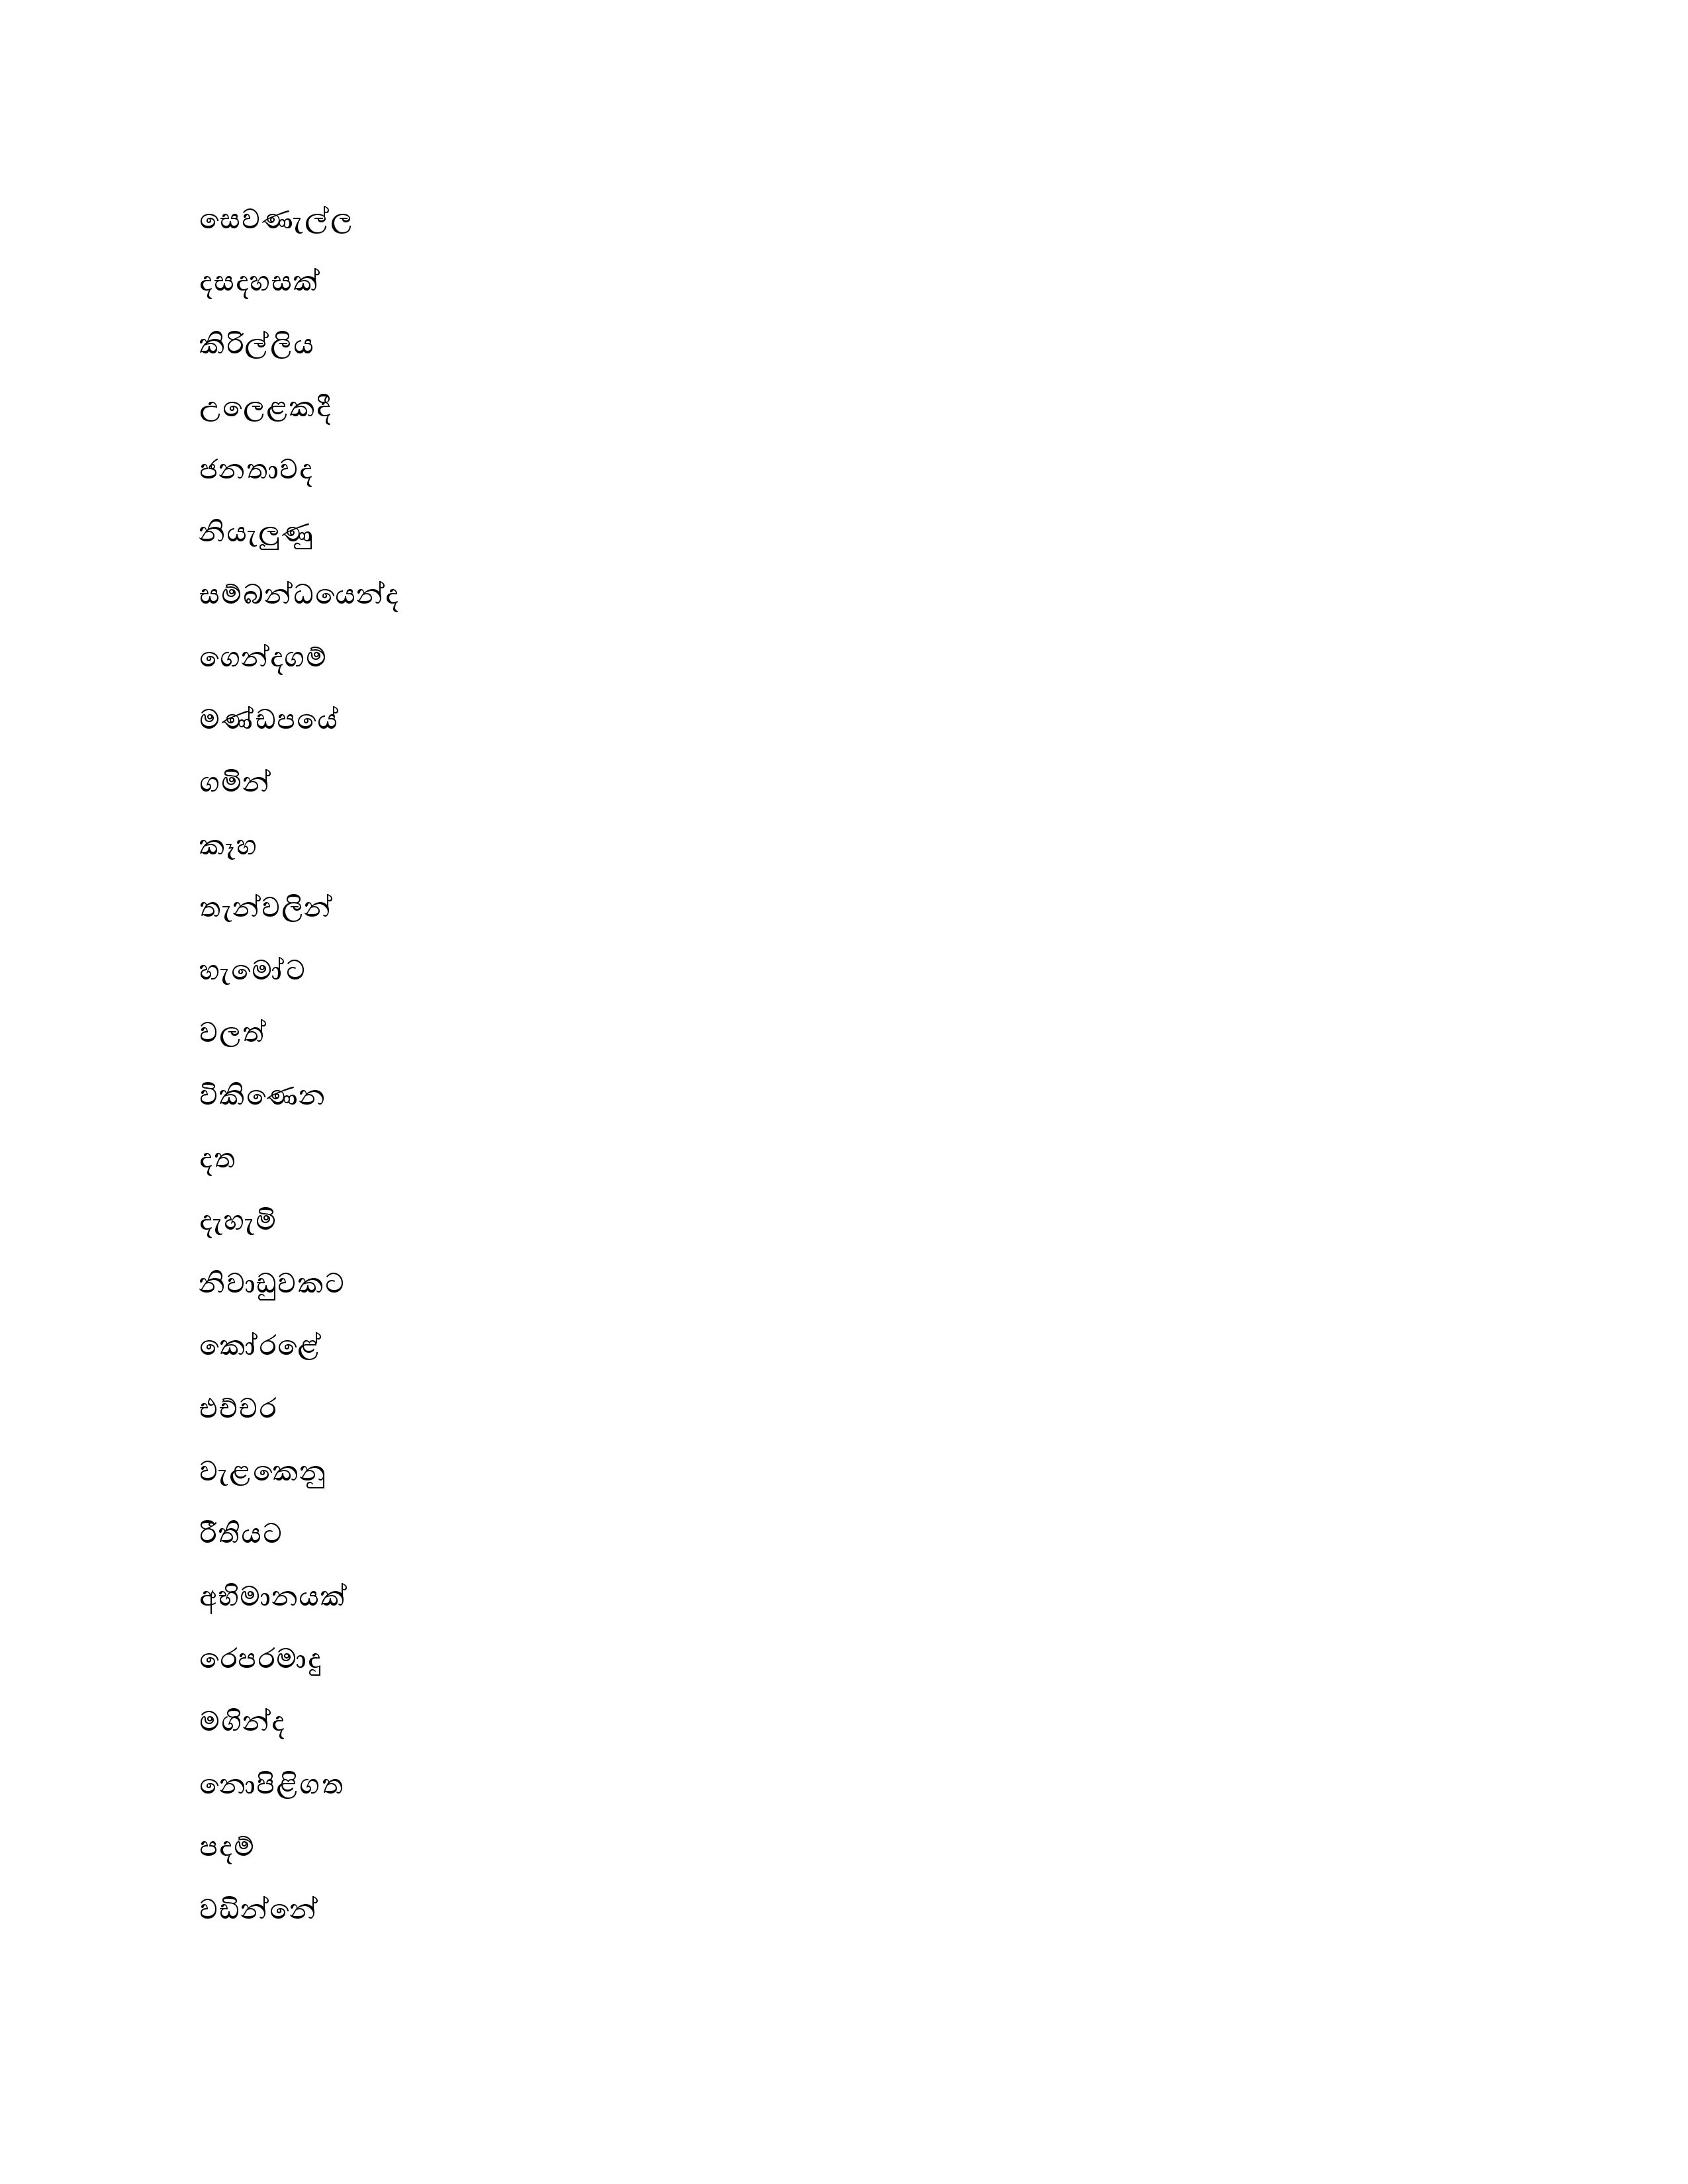 සෙවණැල්ල
දසදහසක්
කිරිල්ලිය
උලෙළකදී
ජනතාවද
නියැලුණු
සම්බන්ධයෙන්ද
ගෙන්දගම්
මණ්ඩපයේ
ගමින්
කෑහ
තැන්වලින්
හැමෝට
වලත්
විකිණෙන
දත
දැහැමි
නිවාඩුවකට
කෝරළේ
එච්චර
වැළකෙනු
රීතියට
අභිමානයක්
රෙපරමාදු
මගින්ද
නොපිළිගත
පදම්
වඩින්නේ